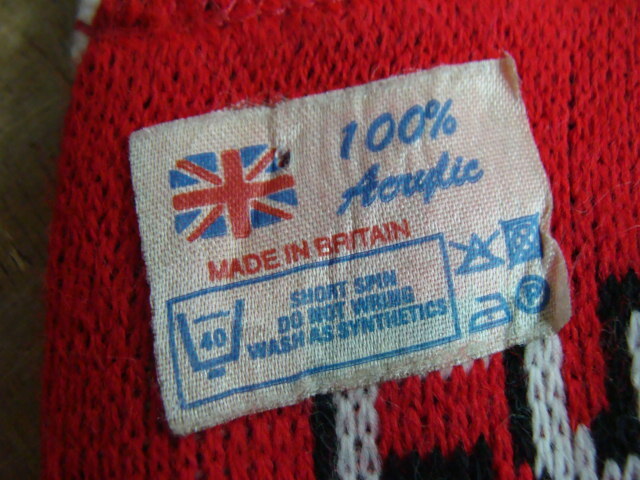 100%
Acrylic
MADE IN BRITAIN
40
SHORT SPIN
DO NOT WRING
WASH AS SYNTHETICS